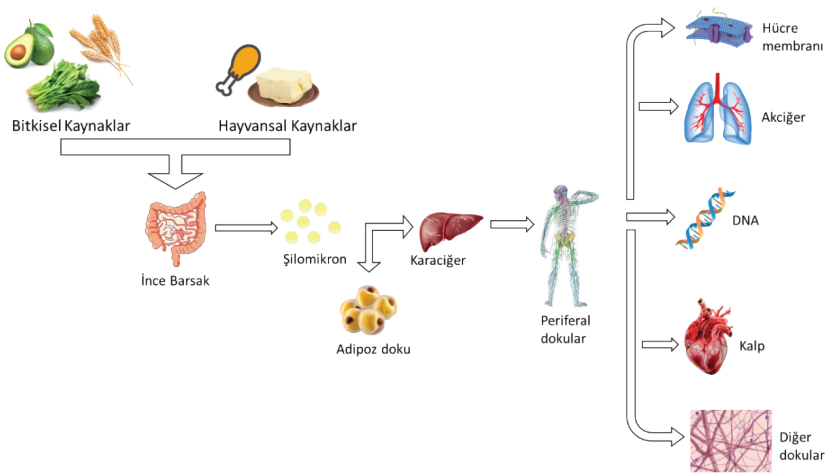 Bitkisel Kaynaklar
Hayvansal Kaynaklar
İnce Barsak
Şilomikron
Adipoz doku
Karaciğer
Periferal
dokular
Hücre
membranı
Akciğer
DNA
Kalp
Diğer
dokular